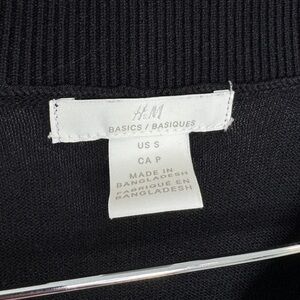 H&M
BASICS / BASIQUES
US S
CA P
MADE IN
BANGLADESH
FABRIQUÉ EN
BANGLADESH